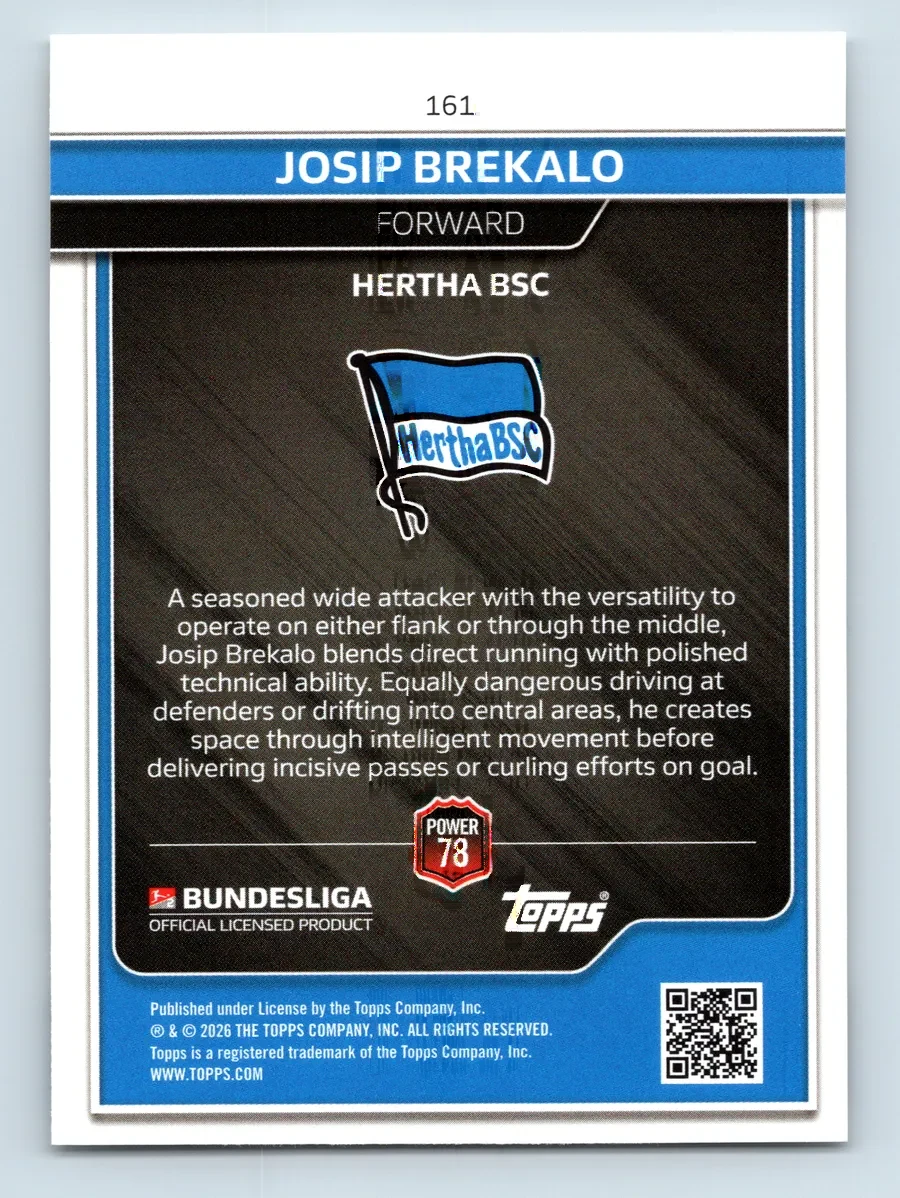 161
JOSIP BREKALO
FORWARD
HERTHA BSC
HerthaBSC
A seasoned wide attacker with the versatility to
operate on either flank or through the middle,
Josip Brekalo blends direct running with polished
technical ability. Equally dangerous driving at
defenders or drifting into central areas, he creates
space through intelligent movement before
delivering incisive passes or curling efforts on goal.
POWER
78
2 BUNDESLIGA
OFFICIAL LICENSED PRODUCT
topps®
Published under License by the Topps Company, Inc.
® & © 2026 THE TOPPS COMPANY, INC. ALL RIGHTS RESERVED.
Topps is a registered trademark of the Topps Company, Inc.
WWW.TOPPS.COM